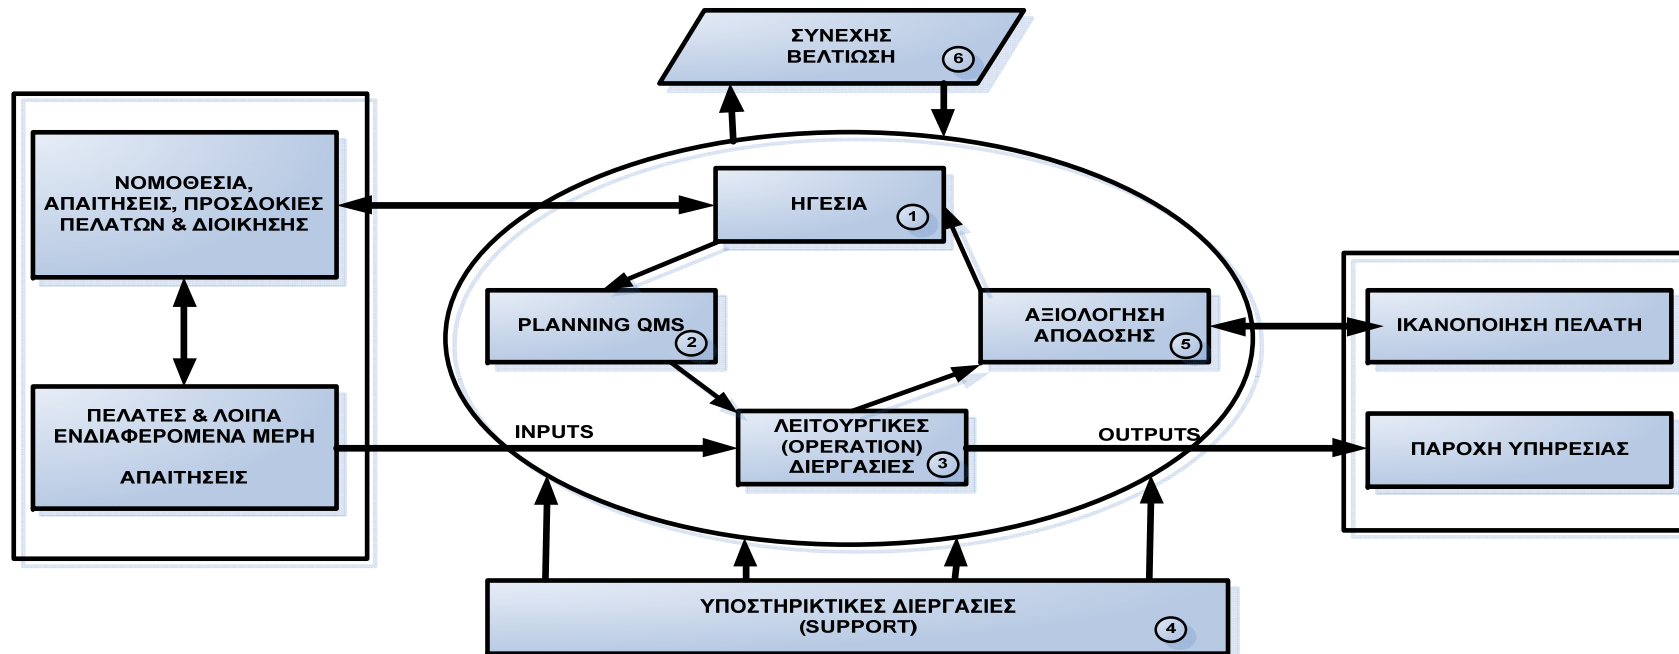 ΣΥΝΕΧΗΣ
ΒΕΛΤΙΩΣΗ
6
ΝΟΜΟΘΕΣΙΑ,
ΑΠΑΙΤΗΣΕΙΣ, ΠΡΟΣΔΟΚΙΕΣ
ΠΕΛΑΤΩΝ & ΔΙΟΙΚΗΣΗΣ
ΗΓΕΣΙΑ
1
PLANNING QMS
2
ΑΞΙΟΛΟΓΗΣΗ
ΑΠΟΔΟΣΗΣ
5
ΙΚΑΝΟΠΟΙΗΣΗ ΠΕΛΑΤΗ
ΠΕΛΑΤΕΣ & ΛΟΙΠΑ
ΕΝΔΙΑΦΕΡΟΜΕΝΑ ΜΕΡΗ
ΑΠΑΙΤΗΣΕΙΣ
INPUTS
ΛΕΙΤΟΥΡΓΙΚΕΣ
(OPERATION)
ΔΙΕΡΓΑΣΙΕΣ
3
OUTPUTS
ΠΑΡΟΧΗ ΥΠΗΡΕΣΙΑΣ
ΥΠΟΣΤΗΡΙΚΤΙΚΕΣ ΔΙΕΡΓΑΣΙΕΣ
(SUPPORT)
4